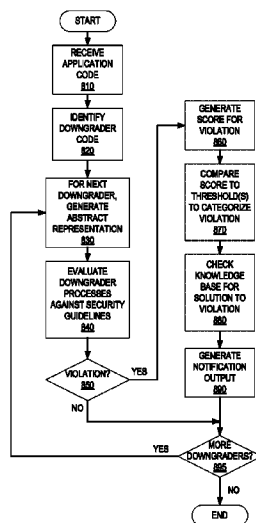 START
RECEIVE
APPLICATION
CODE
810
IDENTIFY
DOWNGRADER
CODE
820
FOR NEXT
DOWNGRADER,
GENERATE
ABSTRACT
REPRESENTATION
830
EVALUATE
DOWNGRADER
PROCESSES
AGAINST SECURITY
GUIDELINES
840
VIOLATION?
850
YES
NO
GENERATE
SCORE FOR
VIOLATION
860
COMPARE
SCORE TO
THRESHOLD(S)
TO CATEGORIZE
VIOLATION
870
CHECK
KNOWLEDGE
BASE FOR
SOLUTION TO
VIOLATION
880
GENERATE
NOTIFICATION
OUTPUT
890
YES
MORE
DOWNGRADERS?
895
NO
END